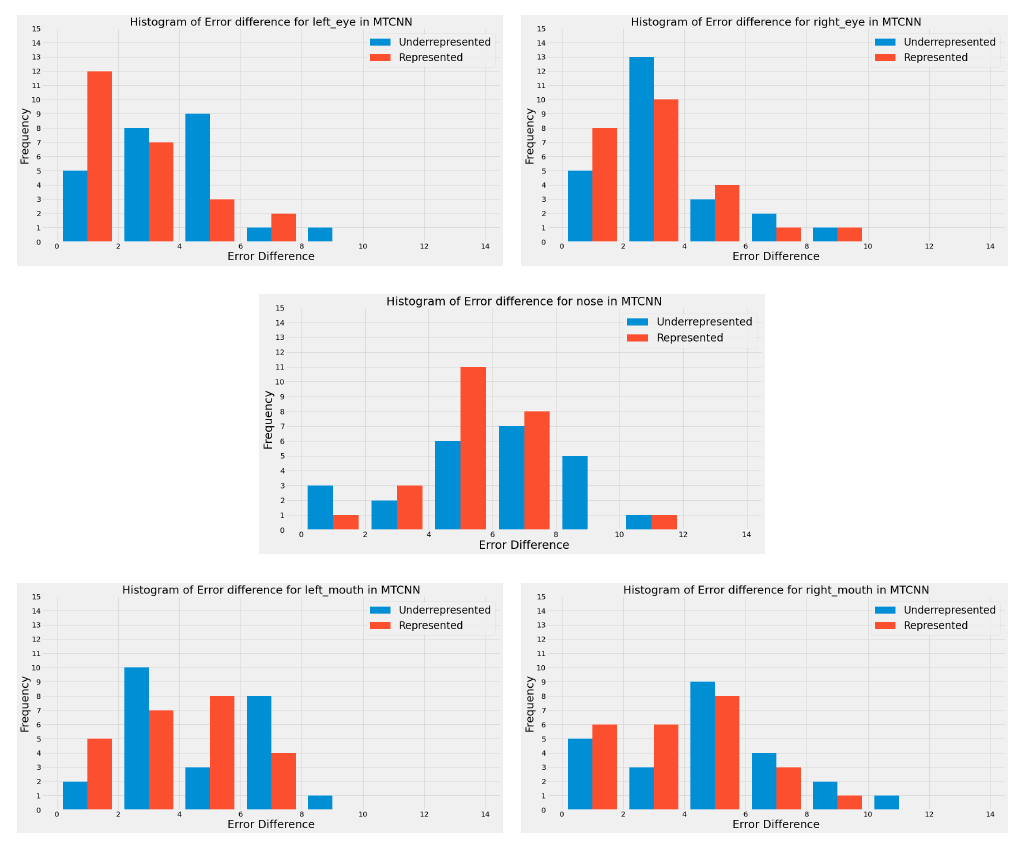 Histogram of Error difference for left_eye in MTCNN
Underrepresented
Represented
Frequency
15
14
13
12
11
10
9
8
7
6
5
4
3
2
1
0
0 2 4 6 8 10 12 14
Error Difference
Histogram of Error difference for right_eye in MTCNN
Underrepresented
Represented
Frequency
15
14
13
12
11
10
9
8
7
6
5
4
3
2
1
0
0 2 4 6 8 10 12 14
Error Difference
Histogram of Error difference for nose in MTCNN
Underrepresented
Represented
Frequency
15
14
13
12
11
10
9
8
7
6
5
4
3
2
1
0
0 2 4 6 8 10 12 14
Error Difference
Histogram of Error difference for left_mouth in MTCNN
Underrepresented
Represented
Frequency
15
14
13
12
11
10
9
8
7
6
5
4
3
2
1
0
0 2 4 6 8 10 12 14
Error Difference
Histogram of Error difference for right_mouth in MTCNN
Underrepresented
Represented
Frequency
15
14
13
12
11
10
9
8
7
6
5
4
3
2
1
0
0 2 4 6 8 10 12 14
Error Difference